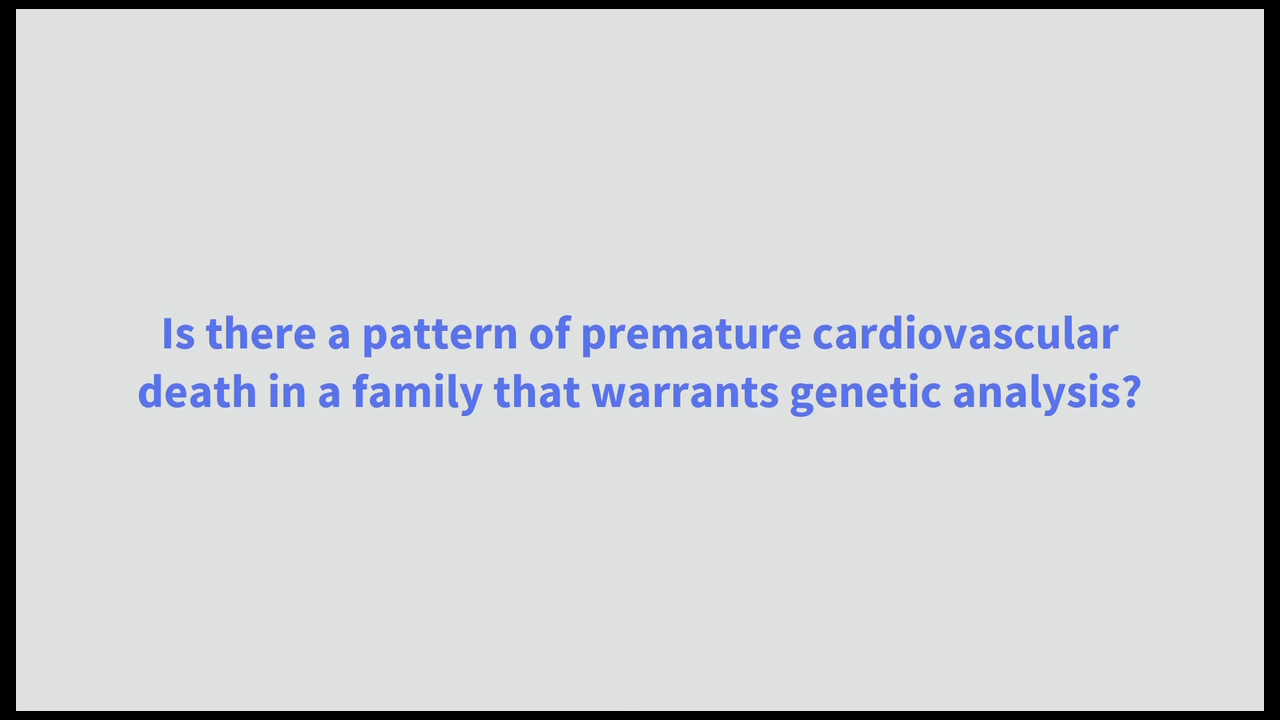 Is there a pattern of premature cardiovascular
death in a family that warrants genetic analysis?